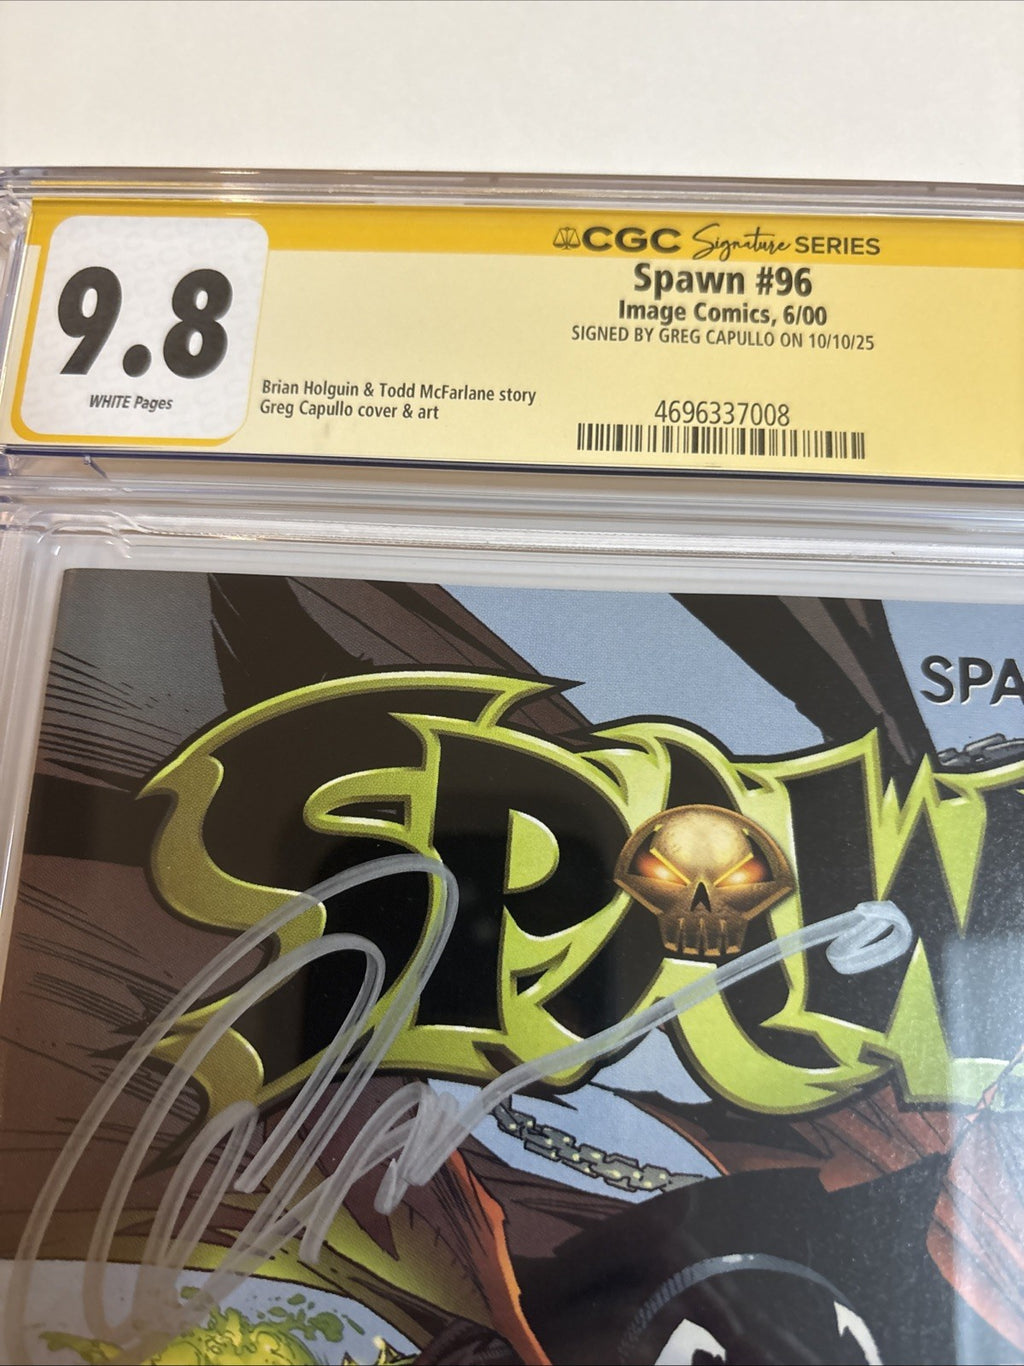 CGC Signature SERIES
Spawn #96
Image Comics, 6/00
SIGNED BY GREG CAPULLO ON 10/10/25
9.8
WHITE Pages
Brian Holguin & Todd McFarlane story
Greg Capullo cover & art
4696337008
SPA
SPAW